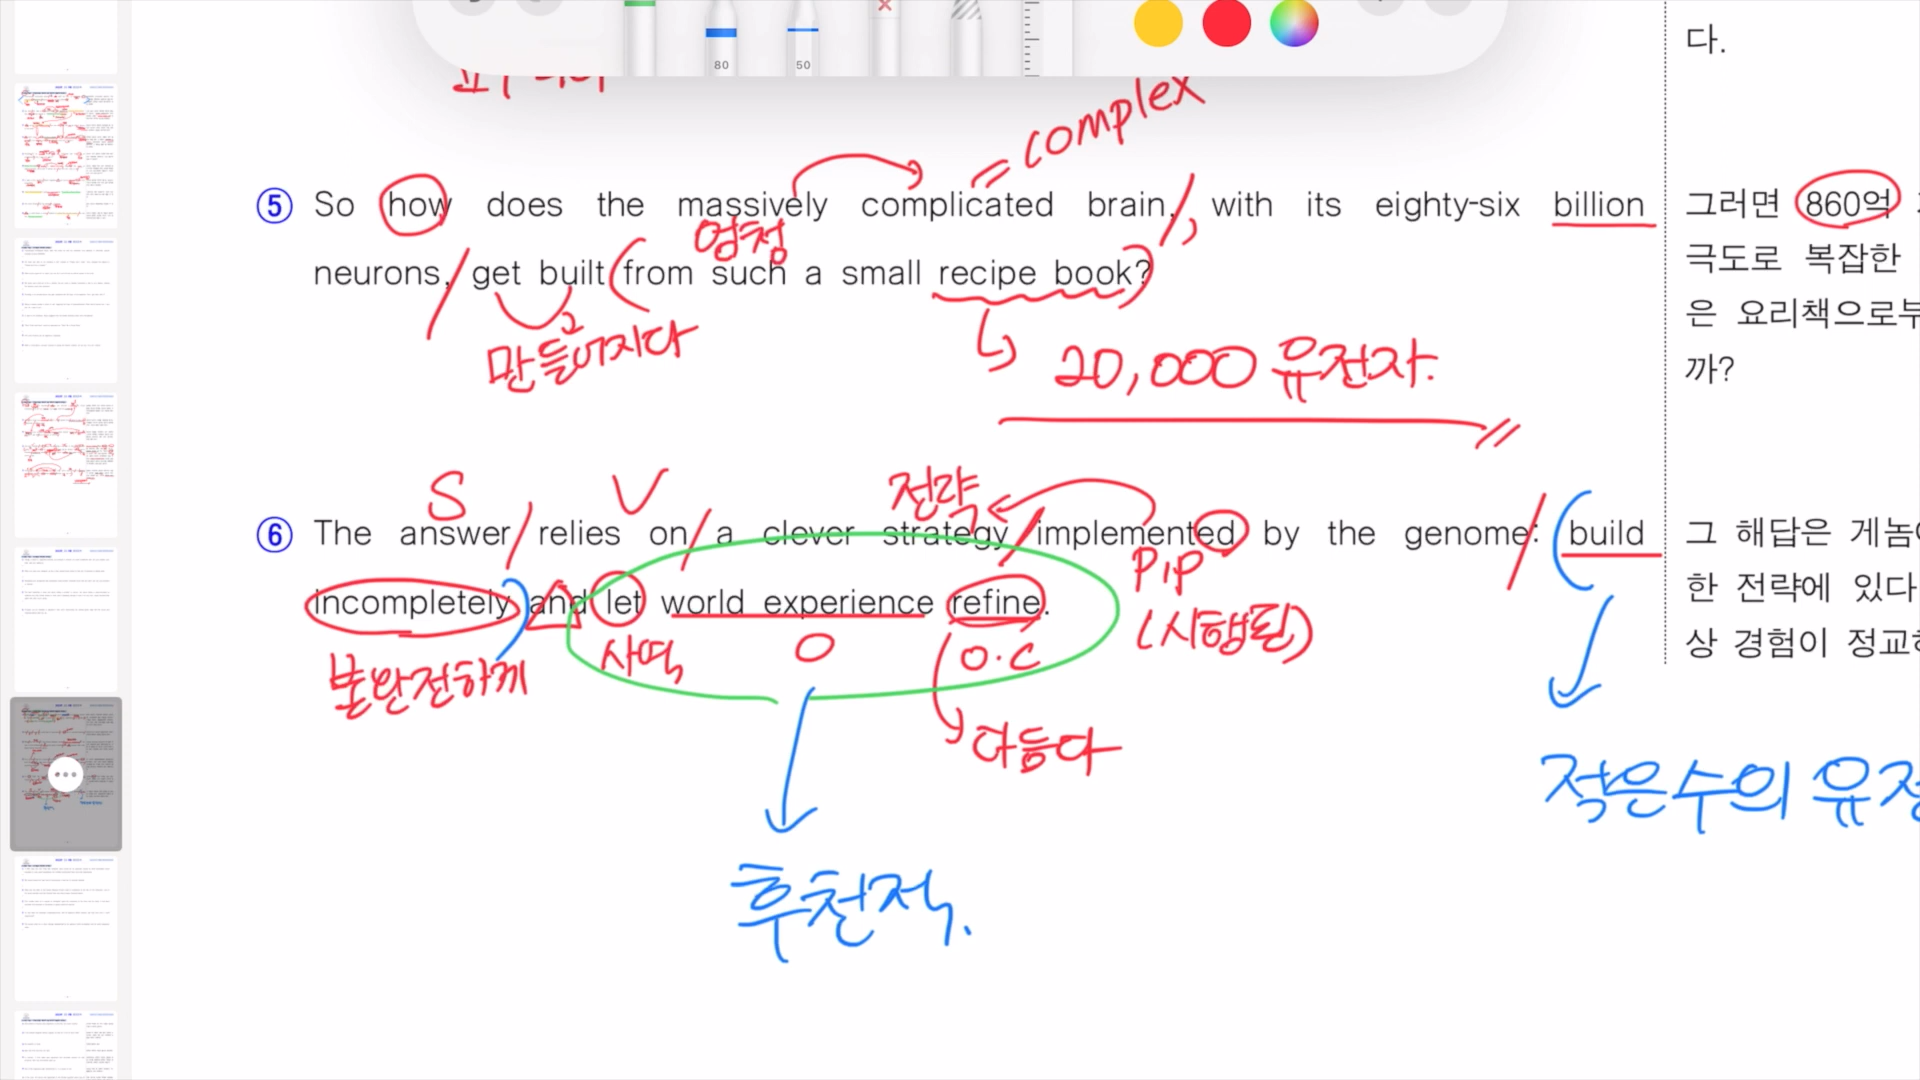 80
50
다.
= complex
⑤ So how does the massively complicated brain, with its eighty-six billion
그러면 860억
엄청
neurons, get built from such a small recipe book?
극도로 복잡한
만들어지다
은 요리책으로부
20,000 유전자.
까?
S
V
전략
⑥ The answer relies on a clever strategy implemented by the genome: build
그 해답은 게놈에
P.P
incompletely and let world experience refine.
한 전략에 있다
(시행된)
불완전하게
사역
O
O.C
상 경험이 정교하
다듬다
적은수의 유전
후천적.